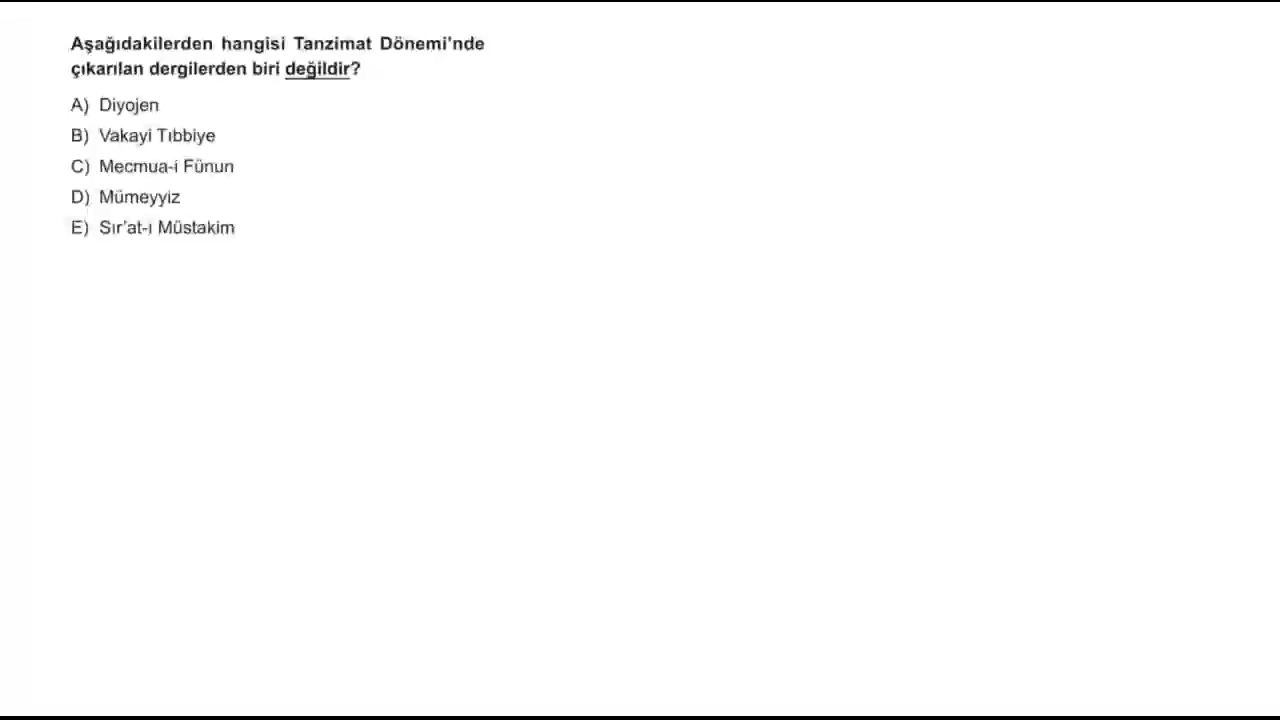 Aşağıdakilerden hangisi Tanzimat Dönemi'nde
çıkarılan dergilerden biri değildir?
A) Diyojen
B) Vakayi Tıbbiye
C) Mecmua-i Fünun
D) Mümeyyiz
E) Sır'at-ı Müstakim